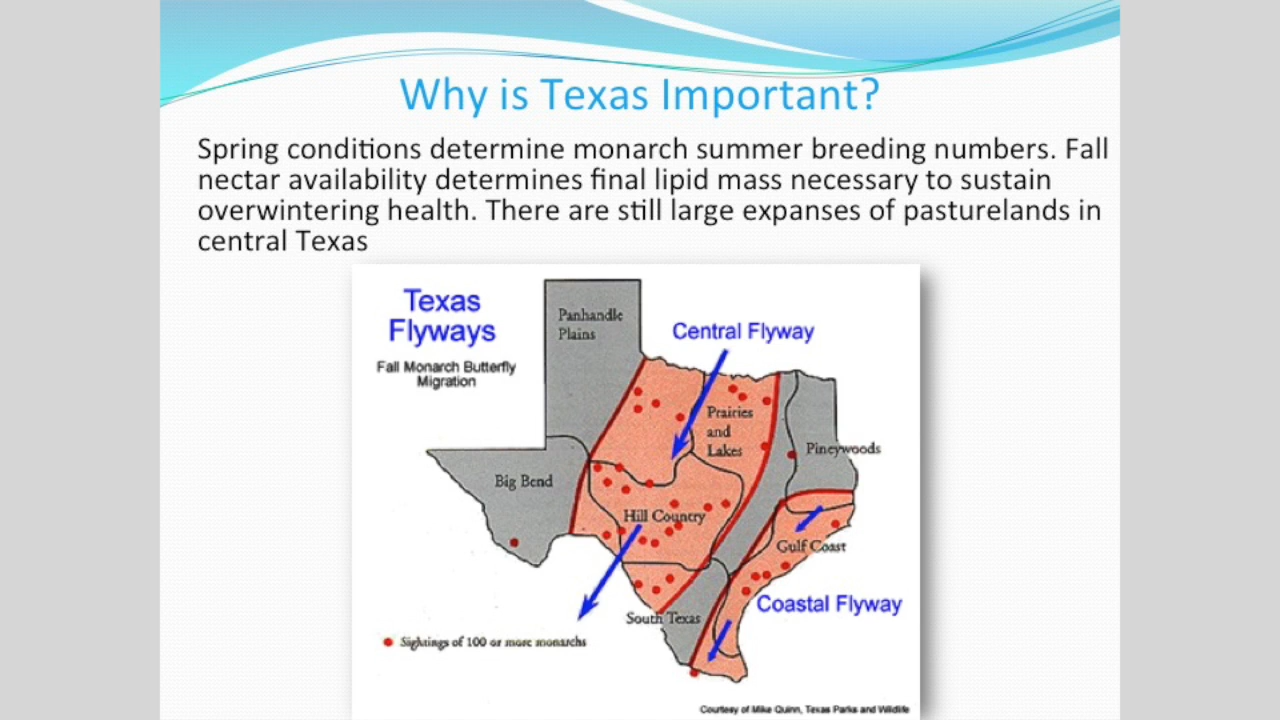 Why is Texas Important?
Spring conditions determine monarch summer breeding numbers. Fall
nectar availability determines final lipid mass necessary to sustain
overwintering health. There are still large expanses of pasturelands in
central Texas
Texas
Flyways
Fall Monarch Butterfly
Migration
Panhandle
Plains
Central Flyway
Prairies
and
Lakes
Pineywoods
Big Bend
Hill Country
Gulf Coast
Coastal Flyway
South Texas
Sightings of 100 or more monarchs
Courtesy of Mike Quinn, Texas Parks and Wildlife